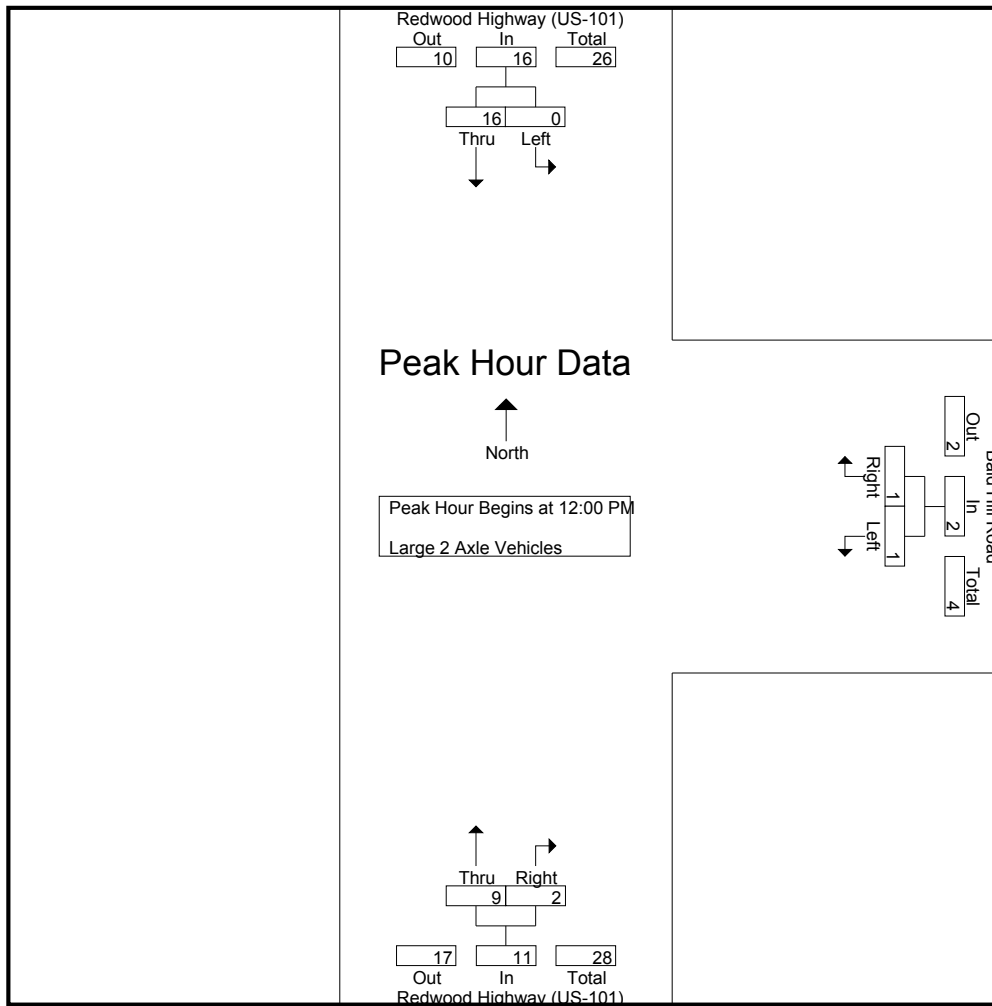 Redwood Highway (US-101)
Out In Total
10 16 26
16 0
Thru Left
Peak Hour Data
North
Peak Hour Begins at 12:00 PM
Large 2 Axle Vehicles
Hill Road
Out In Total
2 2 4
1 1
Right Left
Thru Right
9 2
17 11 28
Out In Total
Redwood Highway (US-101)